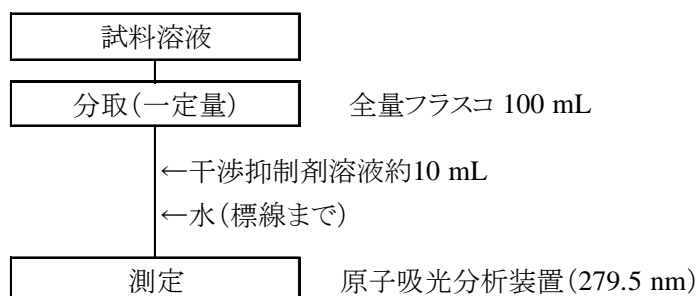 試料溶液
分取(一定量) 全量フラスコ 100 mL
←干渉抑制剤溶液約10 mL
←水(標線まで)
測定 原子吸光分析装置(279.5 nm)